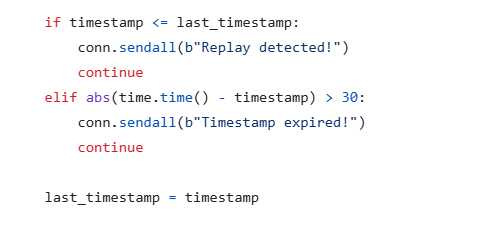 if timestamp <= last_timestamp:
    conn.sendall(b"Replay detected!")
    continue
elif abs(time.time() - timestamp) > 30:
    conn.sendall(b"Timestamp expired!")
    continue

last_timestamp = timestamp